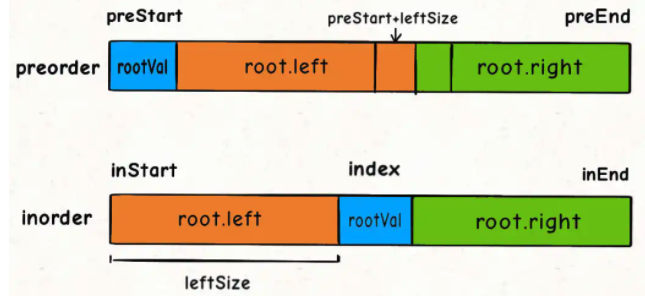 preStart preStart+leftSize preEnd
preorder rootVal root.left root.right
inStart index inEnd
inorder root.left rootVal root.right
leftSize